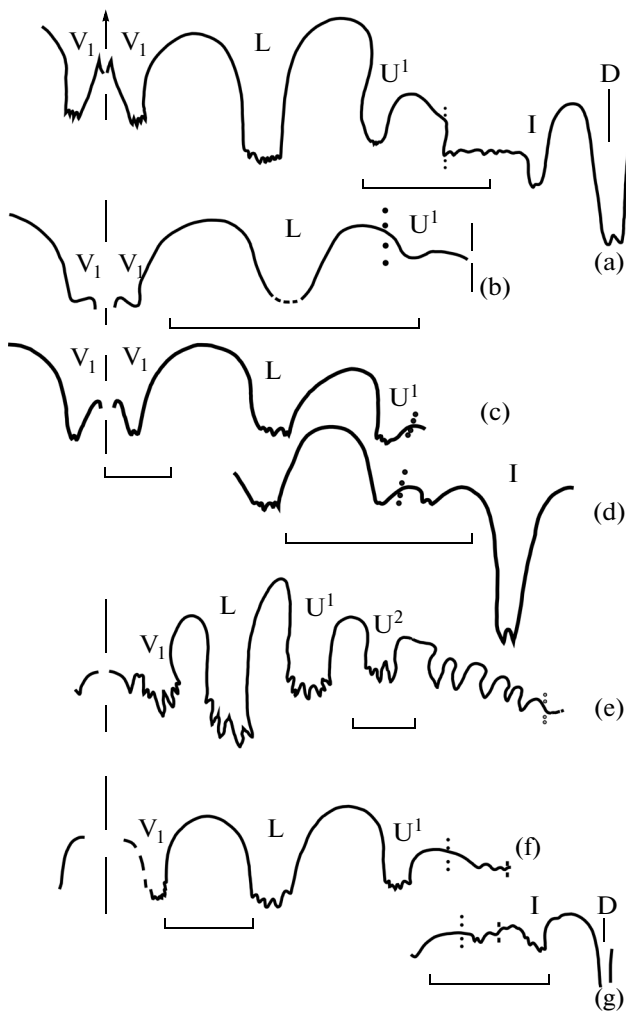 V₁ V₁ L U¹ I D
(a)
V₁ V₁ L U¹
(b)
V₁ V₁ L U¹ (c)
I
(d)
V₁ L U¹ U²
(e)
V₁ L U¹ (f)
I D
(g)